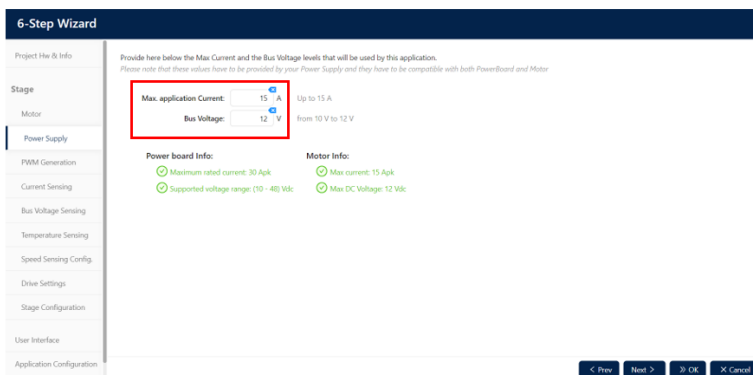 6-Step Wizard
Project Hw & Info
Stage
Motor
Power Supply
PWM Generation
Current Sensing
Bus Voltage Sensing
Temperature Sensing
Speed Sensing Config.
Drive Settings
Stage Configuration
User Interface
Application Configuration
Provide here below the Max Current and the Bus Voltage levels that will be used by this application.
Please note that these values have to be provided by your Power Supply and they have to be compatible with both PowerBoard and Motor
Max. application Current: 15 A Up to 15 A
Bus Voltage: 12 V from 10 V to 12 V
Power board Info: Motor Info:
Maximum rated current: 30 Apk Max current: 15 Apk
Supported voltage range: (10 - 48) Vdc Max DC Voltage: 12 Vdc
< Prev Next > >> OK X Cancel